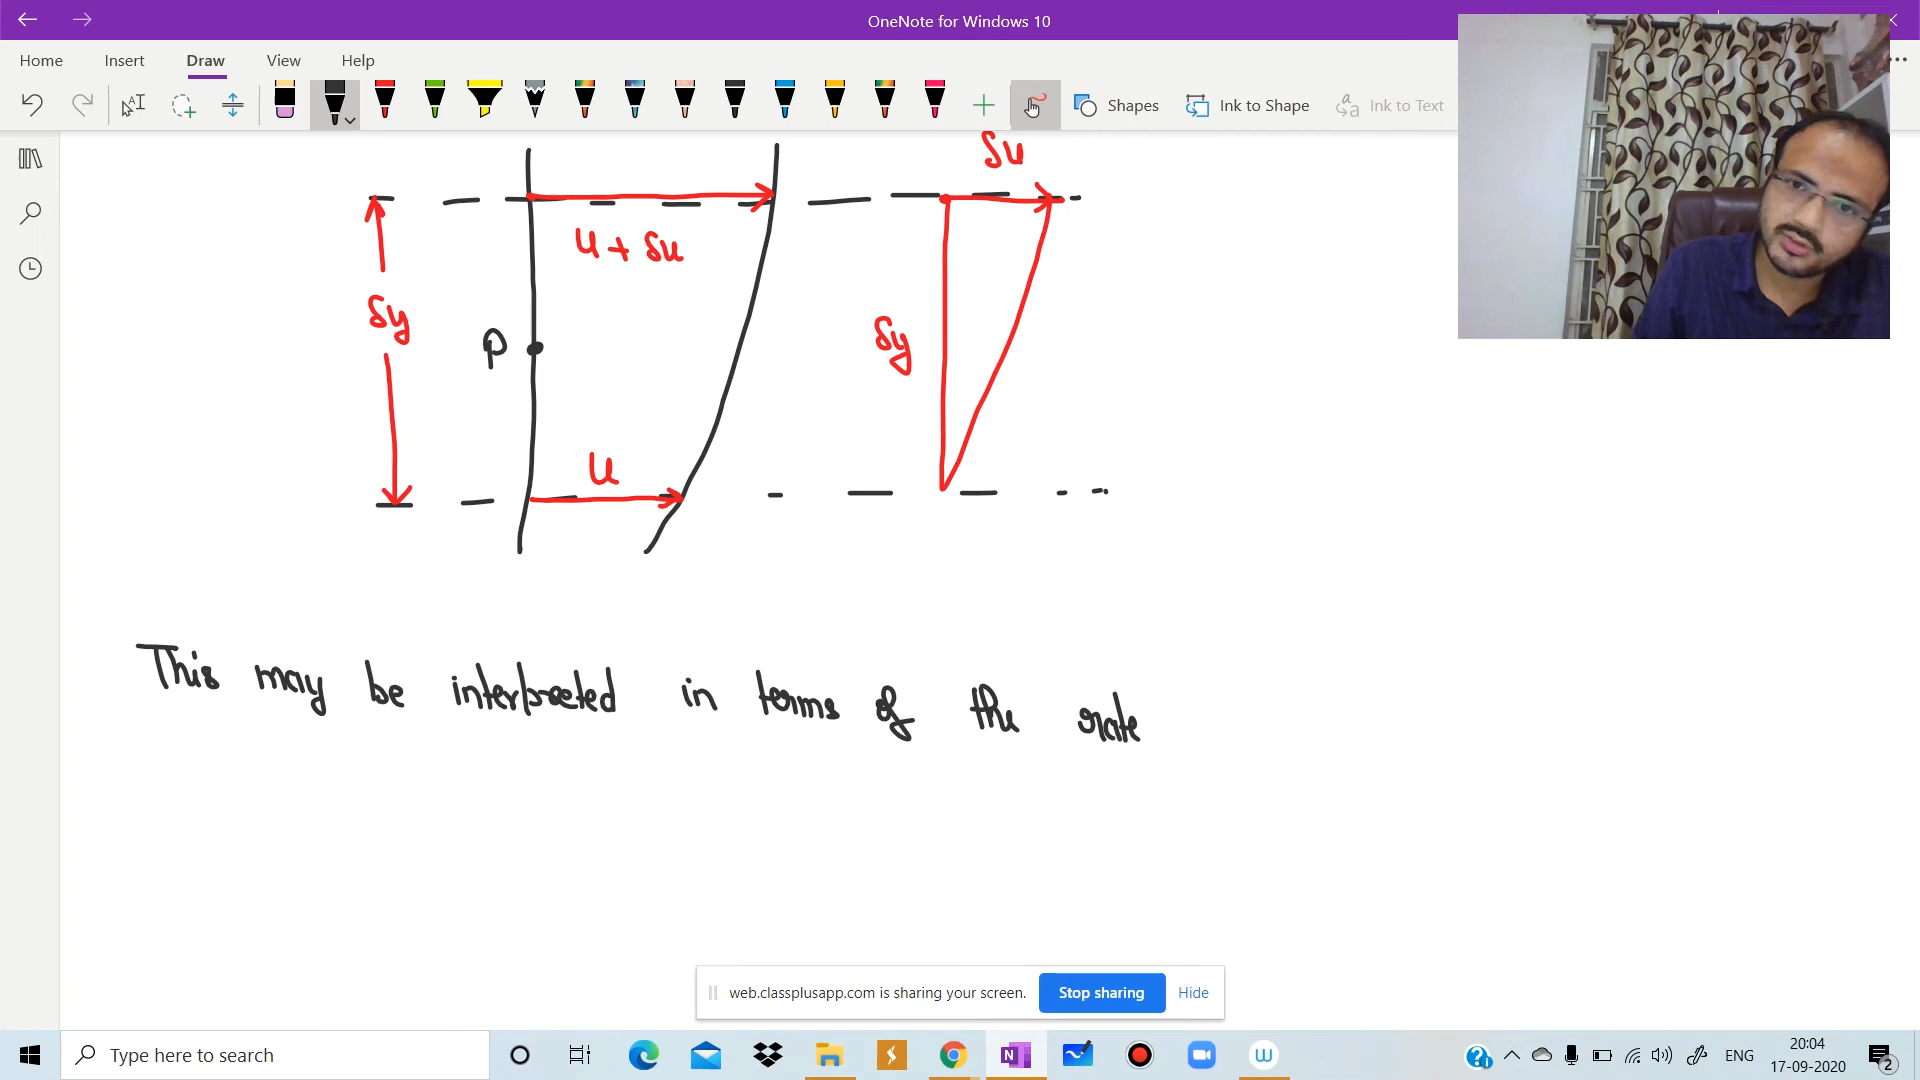 OneNote for Windows 10
Home Insert Draw View Help
Shapes Ink to Shape Ink to Text
δu
u + δu
δy
P
δy
u
This may be interpreted in terms of the rate
web.classplusapp.com is sharing your screen. Stop sharing Hide
Type here to search
ENG
20:04
17-09-2020
2